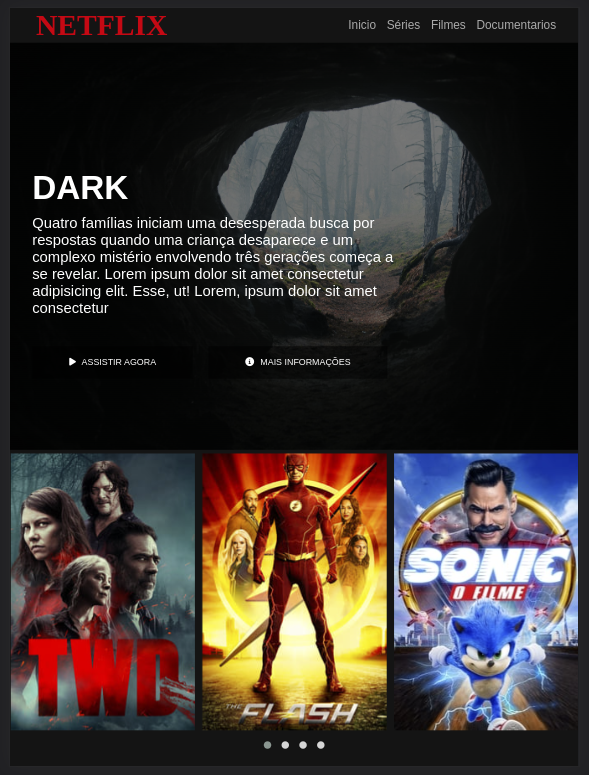 NETFLIX
Inicio Séries Filmes Documentarios
DARK
Quatro famílias iniciam uma desesperada busca por
respostas quando uma criança desaparece e um
complexo mistério envolvendo três gerações começa a
se revelar. Lorem ipsum dolor sit amet consectetur
adipisicing elit. Esse, ut! Lorem, ipsum dolor sit amet
consectetur
ASSISTIR AGORA MAIS INFORMAÇÕES
TWD
THE FLASH
SONIC
O FILME